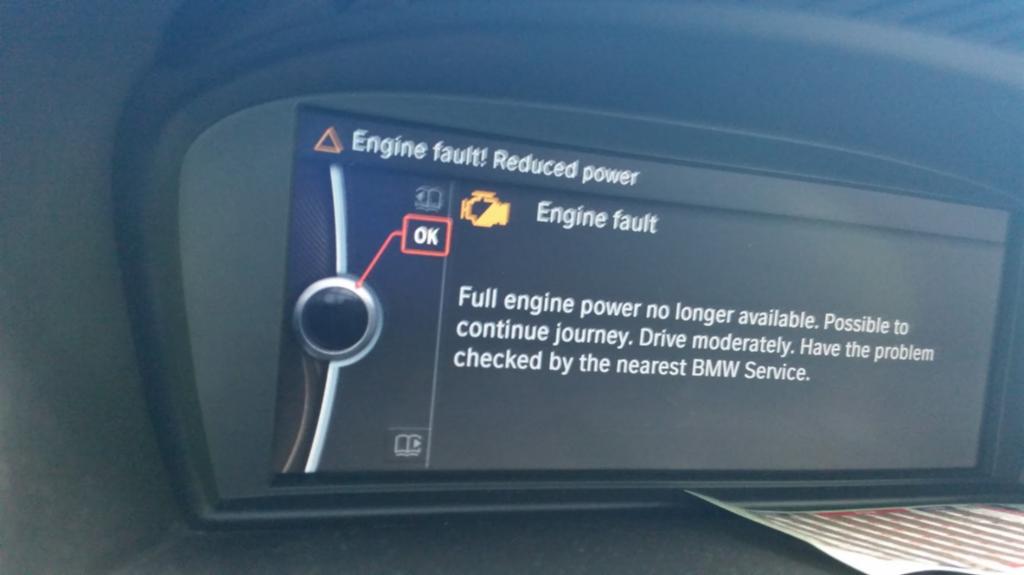 Engine fault! Reduced power
OK
Engine fault
Full engine power no longer available. Possible to
continue journey. Drive moderately. Have the problem
checked by the nearest BMW Service.